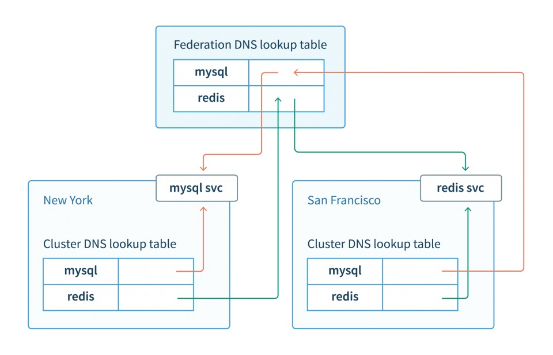 Federation DNS lookup table
mysql
redis
mysql svc
redis svc
New York
San Francisco
Cluster DNS lookup table
mysql
redis
Cluster DNS lookup table
mysql
redis